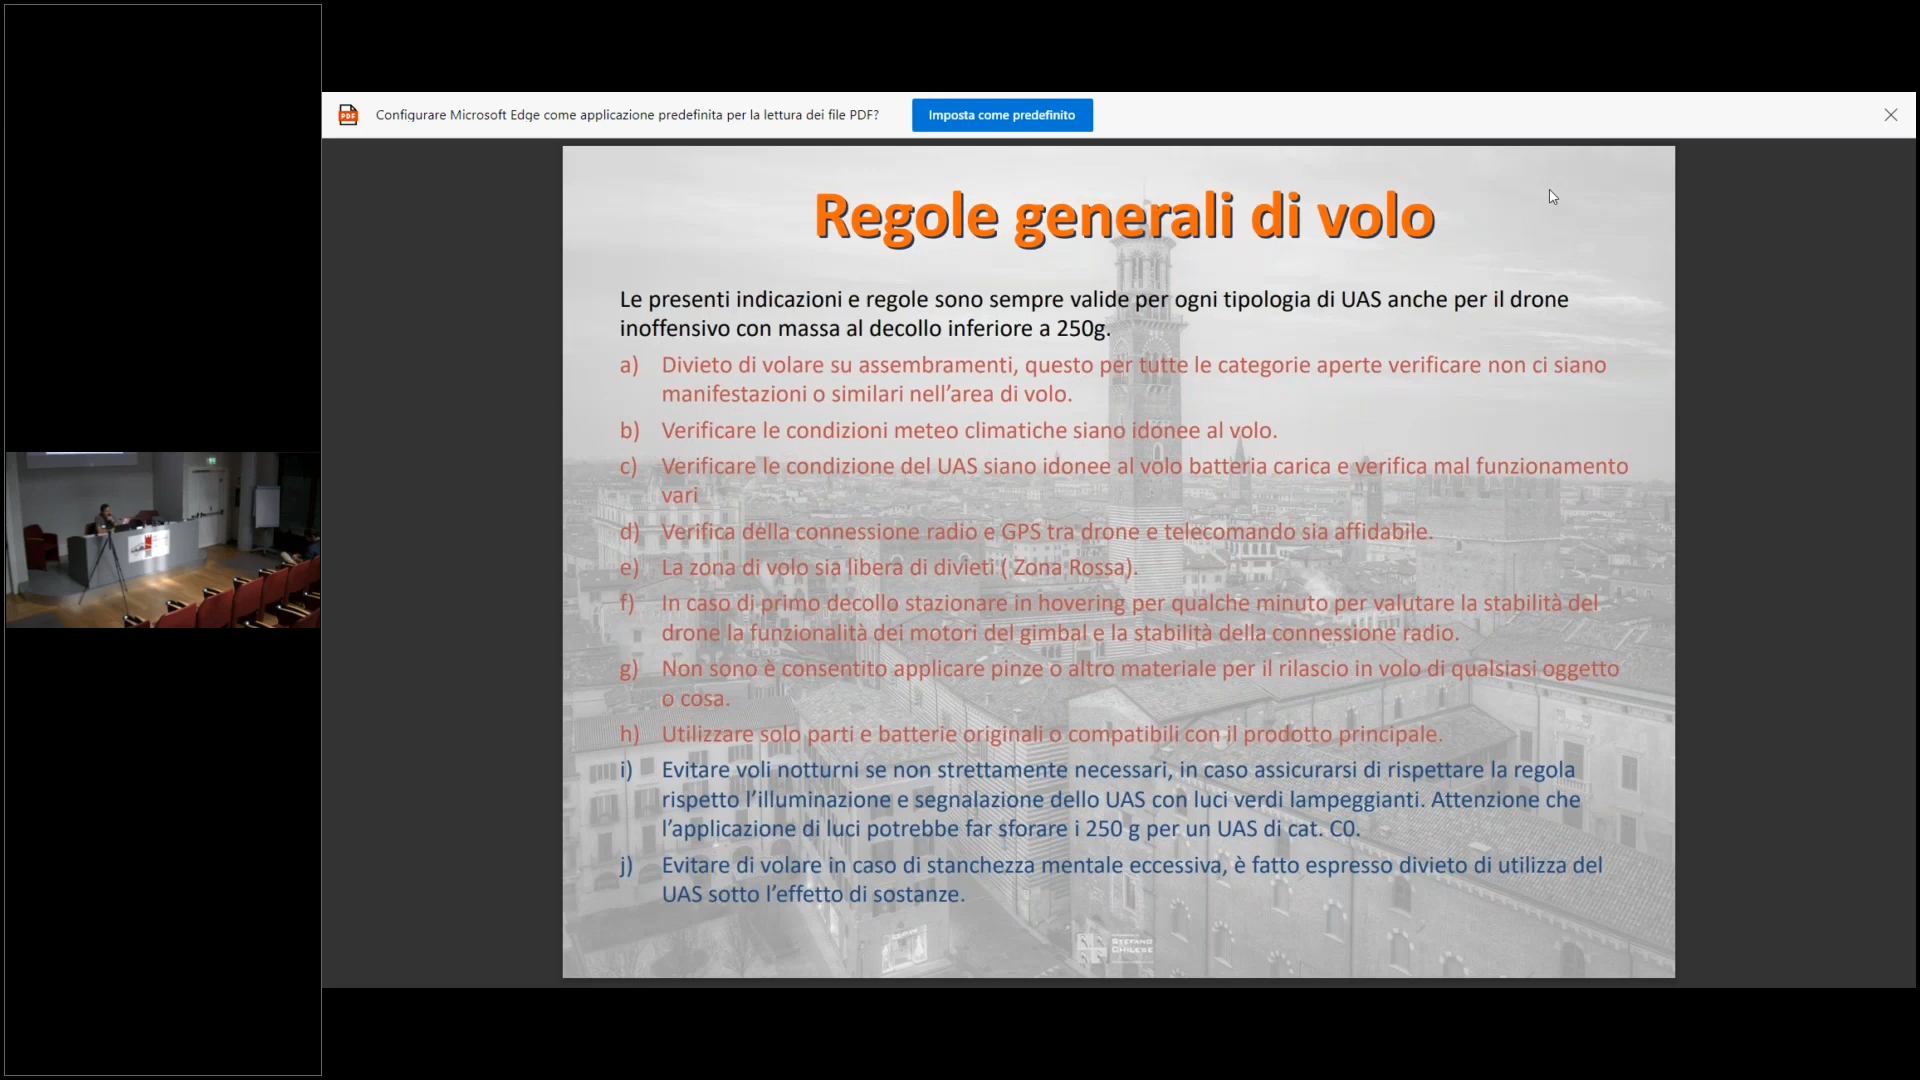 Configurare Microsoft Edge come applicazione predefinita per la lettura dei file PDF?
Imposta come predefinito
Regole generali di volo
Le presenti indicazioni e regole sono sempre valide per ogni tipologia di UAS anche per il drone
inoffensivo con massa al decollo inferiore a 250g.
a) Divieto di volare su assembramenti, questo per tutte le categorie aperte verificare non ci siano
manifestazioni o similari nell’area di volo.
b) Verificare le condizioni meteo climatiche siano idonee al volo.
c) Verificare le condizione del UAS siano idonee al volo batteria carica e verifica mal funzionamento
vari
d) Verifica della connessione radio e GPS tra drone e telecomando sia affidabile.
e) La zona di volo sia libera di divieti ( Zona Rossa).
f) In caso di primo decollo stazionare in hovering per qualche minuto per valutare la stabilità del
drone la funzionalità dei motori del gimbal e la stabilità della connessione radio.
g) Non sono è consentito applicare pinze o altro materiale per il rilascio in volo di qualsiasi oggetto
o cosa.
h) Utilizzare solo parti e batterie originali o compatibili con il prodotto principale.
i) Evitare voli notturni se non strettamente necessari, in caso assicurarsi di rispettare la regola
rispetto l’illuminazione e segnalazione dello UAS con luci verdi lampeggianti. Attenzione che
l’applicazione di luci potrebbe far sforare i 250 g per un UAS di cat. C0.
j) Evitare di volare in caso di stanchezza mentale eccessiva, è fatto espresso divieto di utilizza del
UAS sotto l’effetto di sostanze.
STEFANO
CHILESE